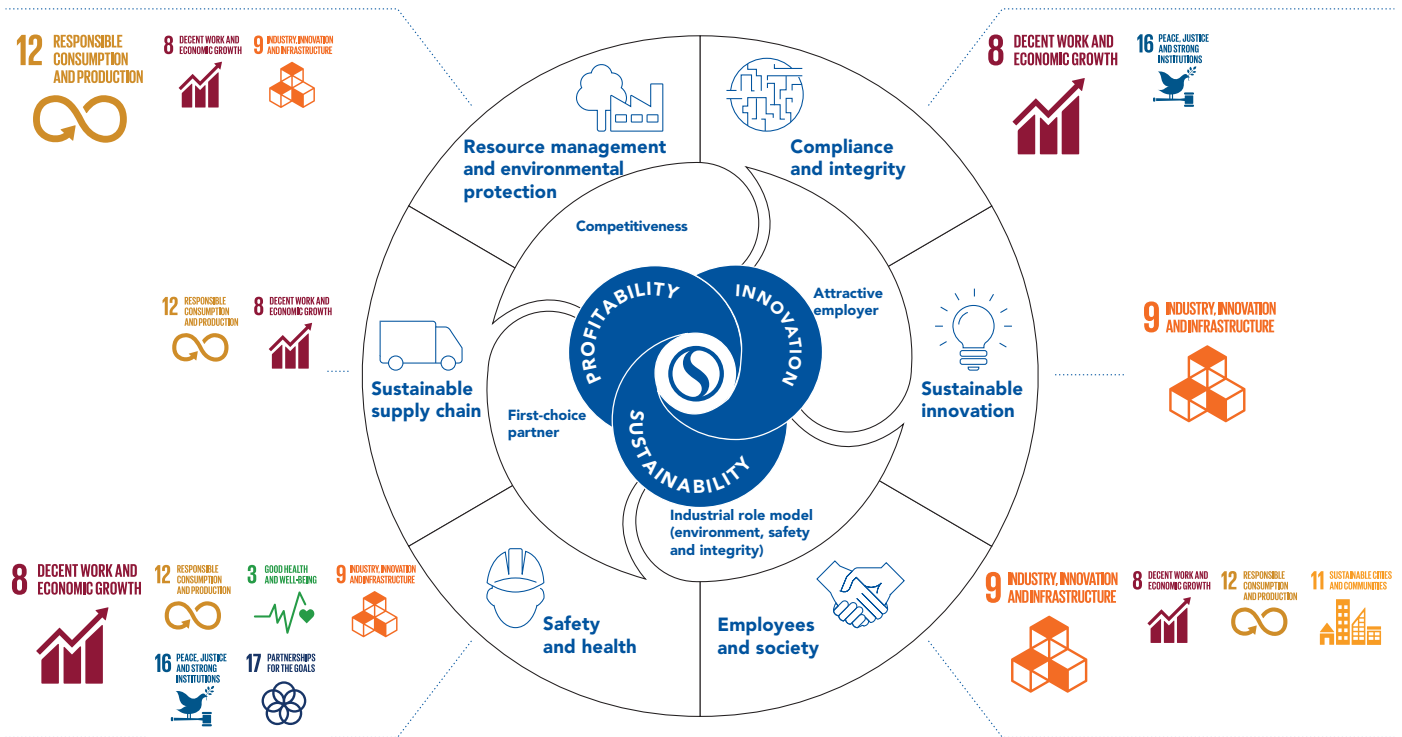 12 RESPONSIBLE
CONSUMPTION
AND PRODUCTION
8 DECENT WORK AND
ECONOMIC GROWTH
9 INDUSTRY, INNOVATION
AND INFRASTRUCTURE
8 DECENT WORK AND
ECONOMIC GROWTH
16 PEACE, JUSTICE
AND STRONG
INSTITUTIONS
Resource management
and environmental
protection
Compliance
and integrity
Competitiveness
PROFITABILITY
INNOVATION
SUSTAINABILITY
Attractive
employer
12 RESPONSIBLE
CONSUMPTION
AND PRODUCTION
8 DECENT WORK AND
ECONOMIC GROWTH
9 INDUSTRY, INNOVATION
AND INFRASTRUCTURE
Sustainable
supply chain
First-choice
partner
Sustainable
innovation
Industrial role model
(environment, safety
and integrity)
8 DECENT WORK AND
ECONOMIC GROWTH
12 RESPONSIBLE
CONSUMPTION
AND PRODUCTION
3 GOOD HEALTH
AND WELL-BEING
9 INDUSTRY, INNOVATION
AND INFRASTRUCTURE
16 PEACE, JUSTICE
AND STRONG
INSTITUTIONS
17 PARTNERSHIPS
FOR THE GOALS
Safety
and health
Employees
and society
9 INDUSTRY, INNOVATION
AND INFRASTRUCTURE
8 DECENT WORK AND
ECONOMIC GROWTH
12 RESPONSIBLE
CONSUMPTION
AND PRODUCTION
11 SUSTAINABLE CITIES
AND COMMUNITIES